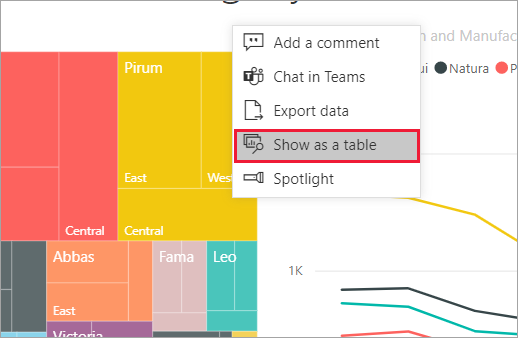 Add a comment
n and Manufac
Pirum
ui
Natura
P
Chat in Teams
Export data
Show as a table
East
Wes
Spotlight
Central
Central
Abbas
Fama
Leo
1K
East
Victoria